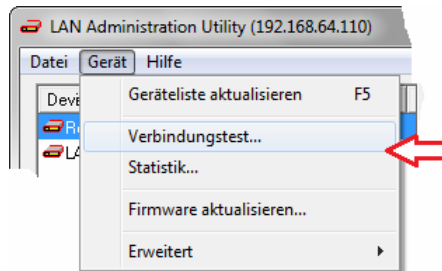 LAN Administration Utility (192.168.64.110)
Datei Gerät Hilfe
Geräteliste aktualisieren F5
Verbindungstest...
Statistik...
Firmware aktualisieren...
Erweitert